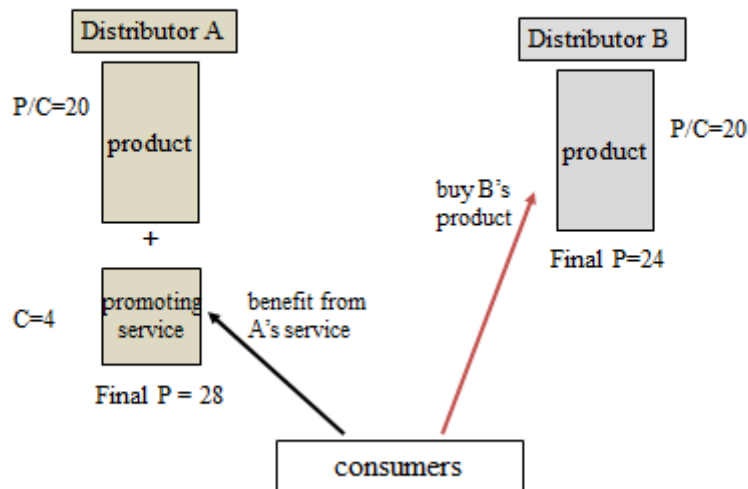 Distributor A
P/C=20
product
+
C=4
promoting
service
Final P = 28
benefit from
A's service
buy B's
product
Distributor B
product
P/C=20
Final P=24
consumers